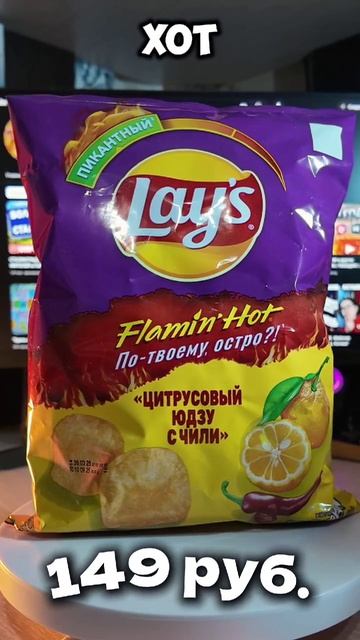 ХОТ
ПИКАНТНЫЙ
Lay's
Flamin' Hot
По-твоему, остро?!
«ЦИТРУСОВЫЙ
ЮДЗУ
С ЧИЛИ»
149 руб.